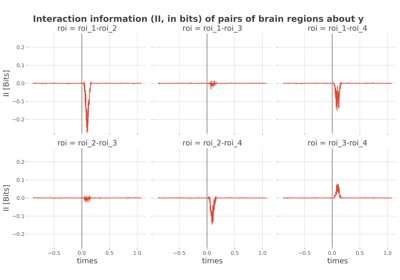 Interaction information (II, in bits) of pairs of brain regions about y
roi = roi_1-roi_2 roi = roi_1-roi_3 roi = roi_1-roi_4
0.2
0.1
0.0
−0.1
−0.2
II [Bits]
roi = roi_2-roi_3 roi = roi_2-roi_4 roi = roi_3-roi_4
0.2
0.1
0.0
−0.1
−0.2
II [Bits]
−0.5 0.0 0.5 1.0 −0.5 0.0 0.5 1.0 −0.5 0.0 0.5 1.0
times times times